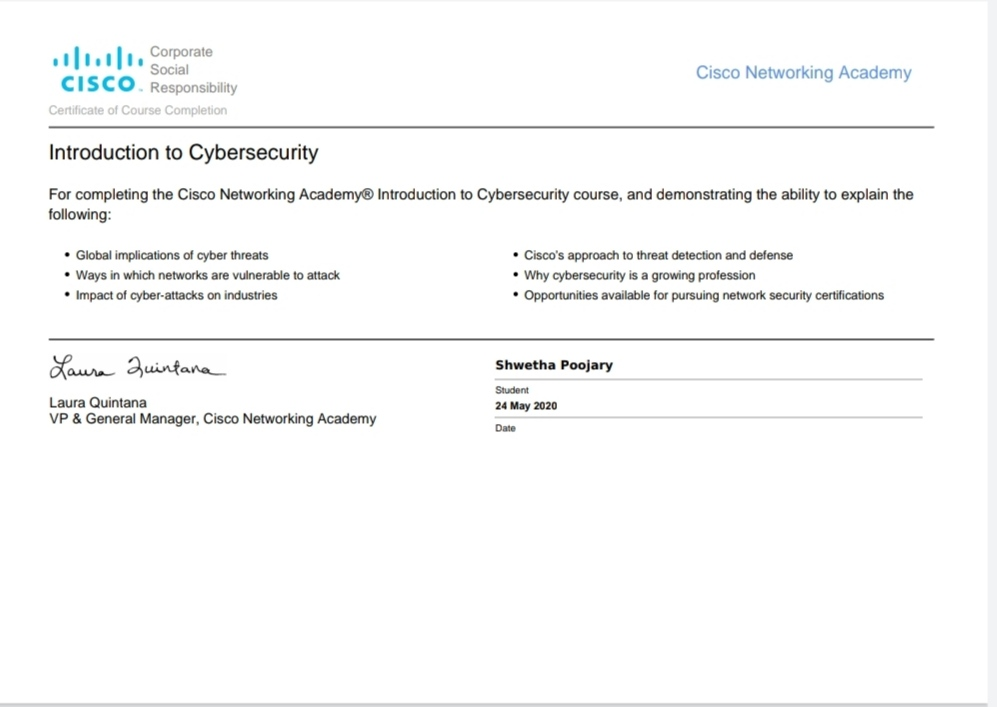 Corporate
Social
Responsibility
CISCO
Cisco Networking Academy
Certificate of Course Completion
Introduction to Cybersecurity
For completing the Cisco Networking Academy® Introduction to Cybersecurity course, and demonstrating the ability to explain the
following:
• Global implications of cyber threats
• Ways in which networks are vulnerable to attack
• Impact of cyber-attacks on industries
• Cisco's approach to threat detection and defense
• Why cybersecurity is a growing profession
• Opportunities available for pursuing network security certifications
Laura Quintana
Laura Quintana
VP & General Manager, Cisco Networking Academy
Shwetha Poojary
Student
24 May 2020
Date